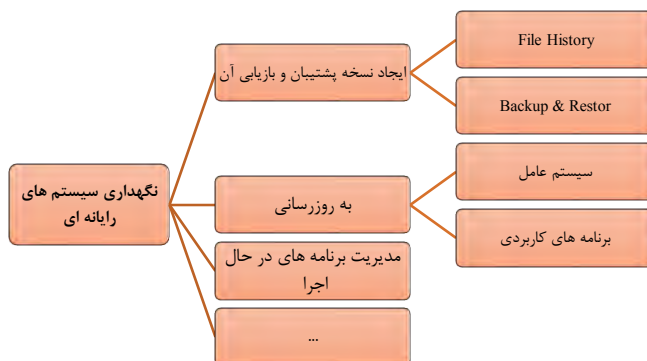 نگهداری سیستم های
رایانه ای
ایجاد نسخه پشتیبان و بازیابی آن
File History
Backup & Restor
به روزرسانی
سیستم عامل
برنامه های کاربردی
مدیریت برنامه های در حال
اجرا
...